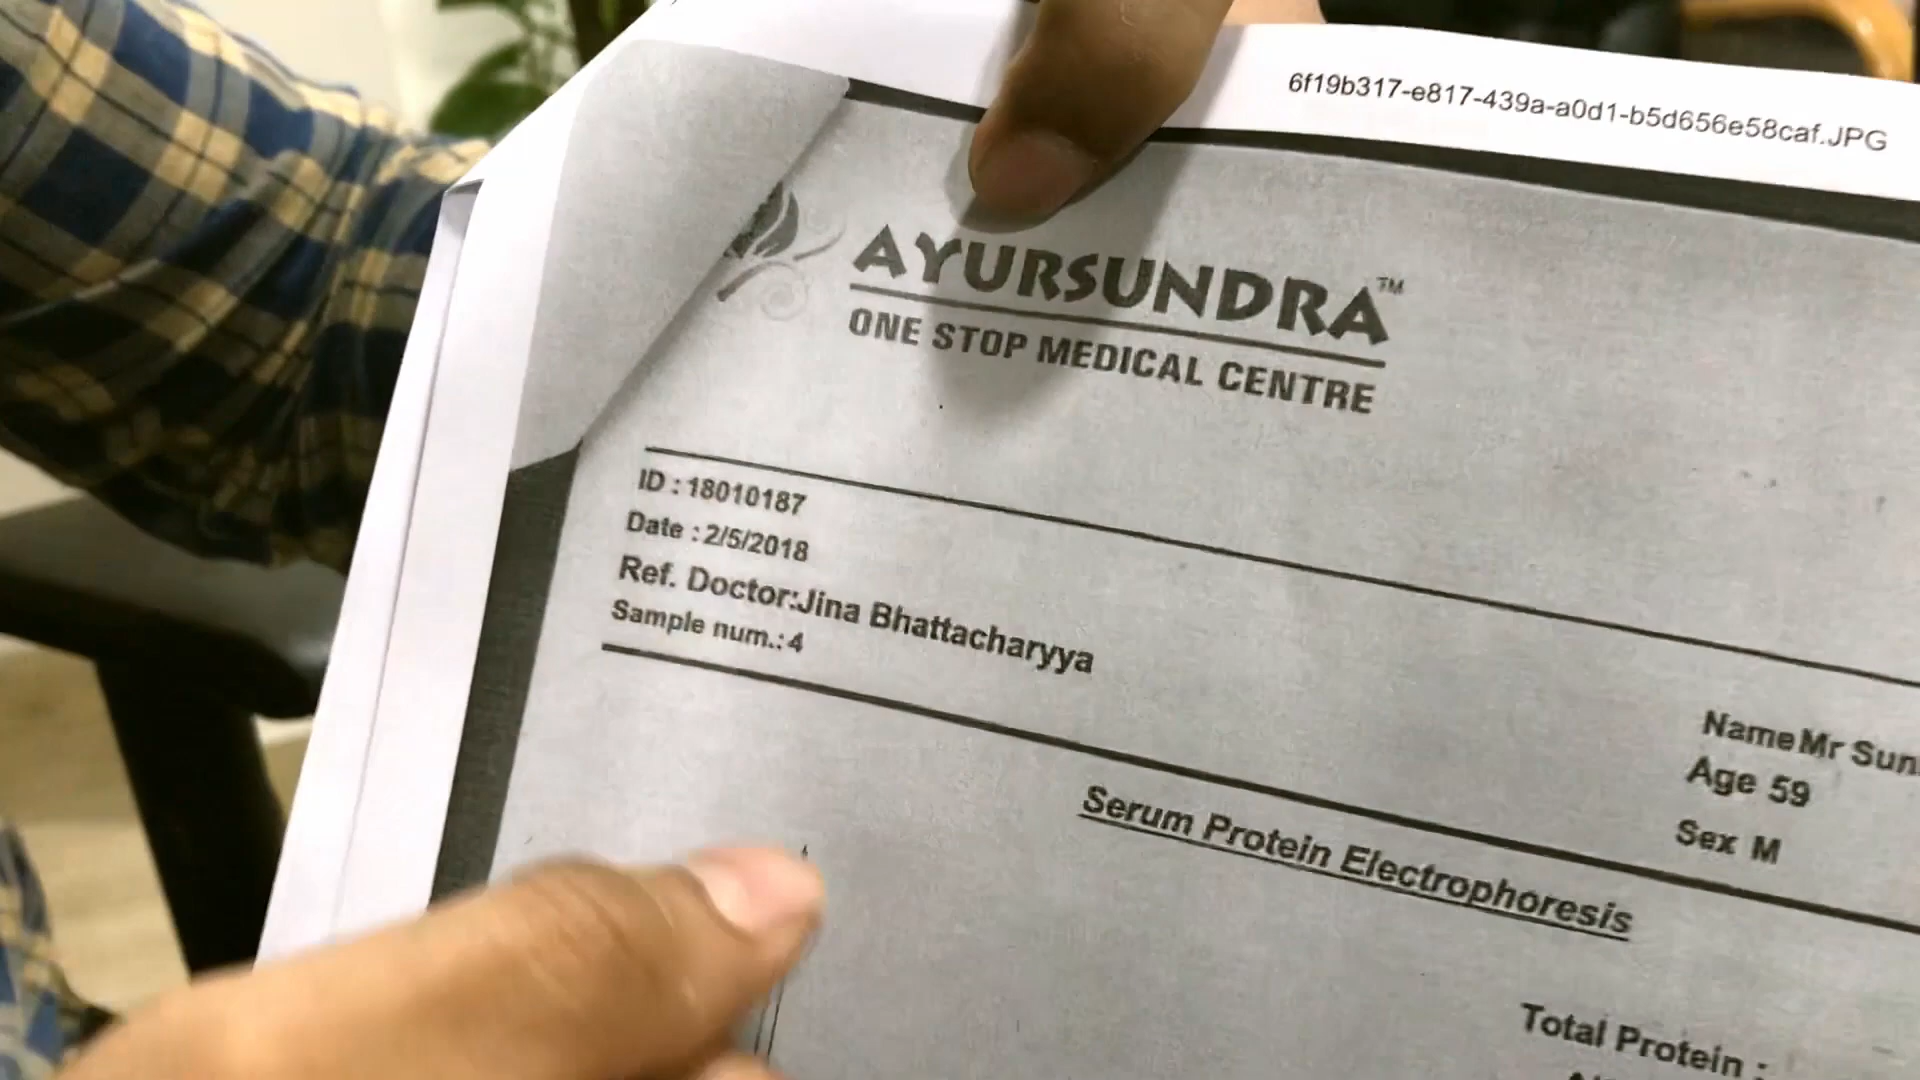 6f19b317-e817-439a-a0d1-b5d656e58caf.JPG
AYURSUNDRA™
ONE STOP MEDICAL CENTRE
ID : 18010187
Date : 2/5/2018
Ref. Doctor:Jina Bhattacharyya
Sample num.: 4
Name Mr
Age 59
Sex M
Serum Protein Electrophoresis
Total Protein :